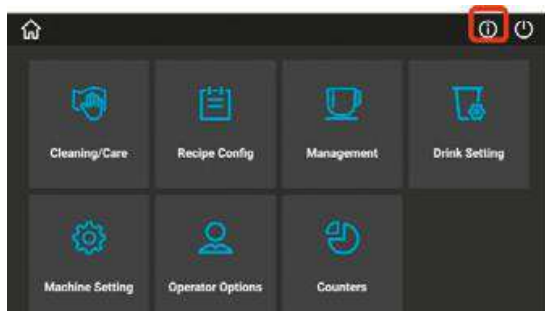 Cleaning/Care
Recipe Config
Management
Drink Setting
Machine Setting
Operator Options
Counters